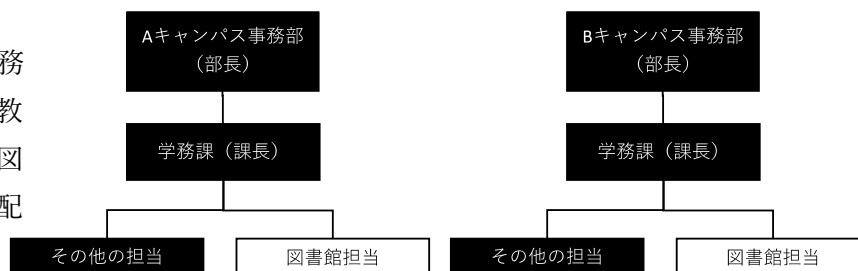 務
教
図
配
Aキャンパス事務部
（部長）
学務課（課長）
その他の担当
図書館担当
Bキャンパス事務部
（部長）
学務課（課長）
その他の担当
図書館担当